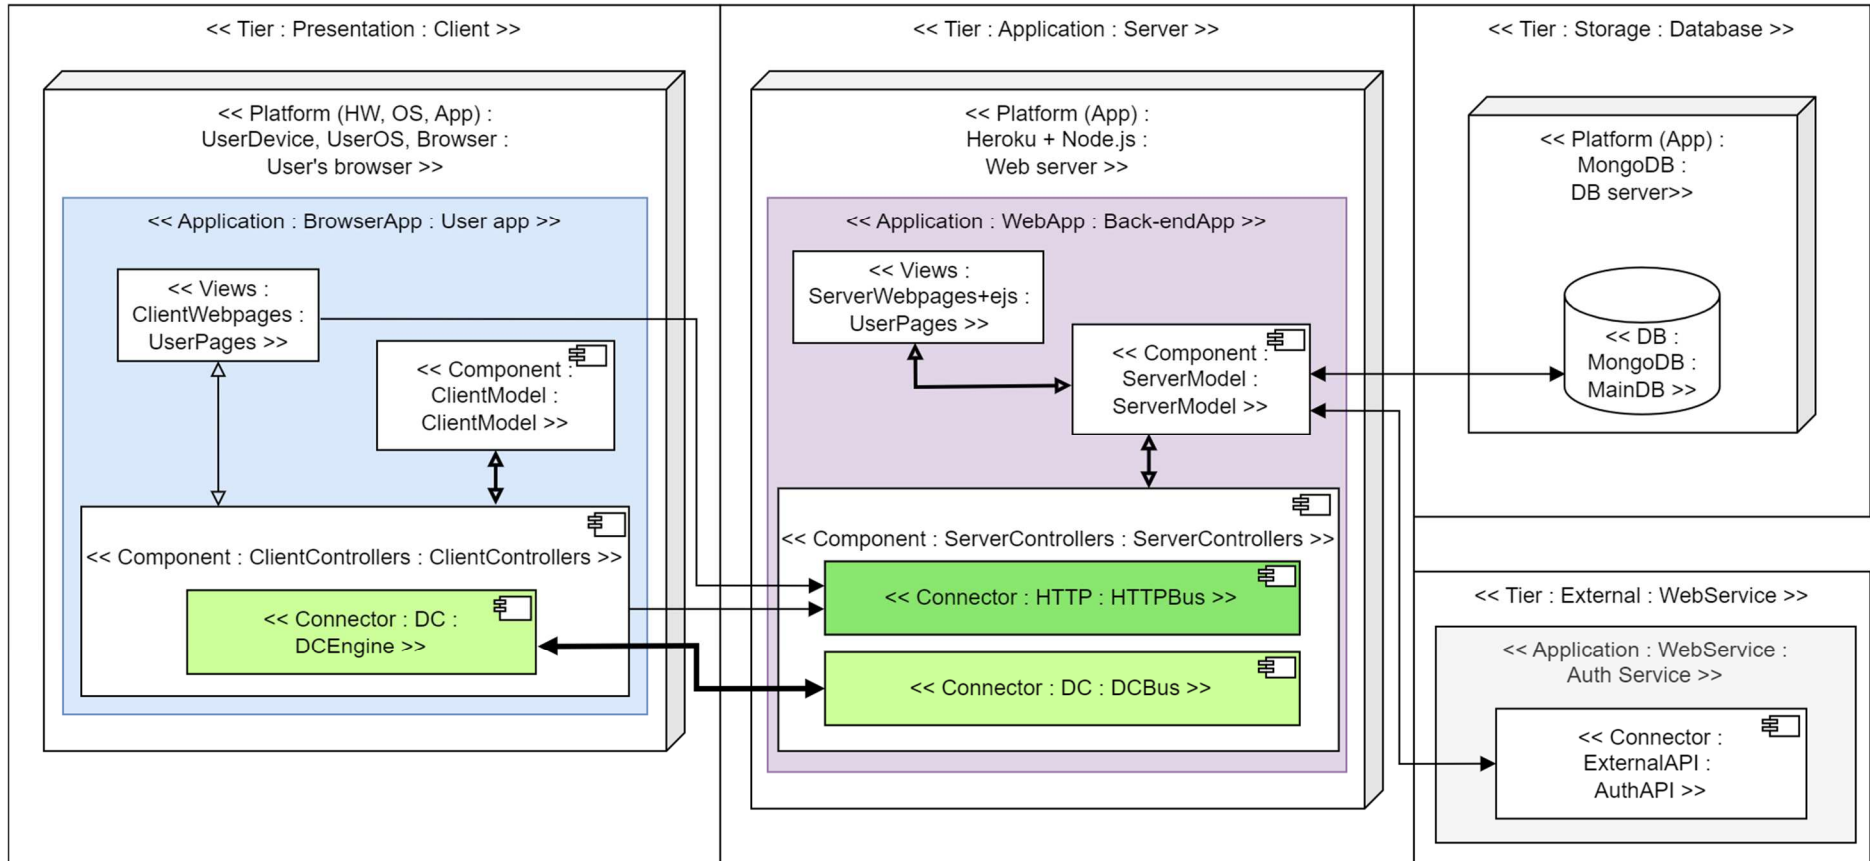 << Tier : Presentation : Client >>
<< Platform (HW, OS, App) :
UserDevice, UserOS, Browser :
User's browser >>
<< Application : BrowserApp : User app >>
<< Views :
ClientWebpages :
UserPages >>
<< Component :
ClientModel :
ClientModel >>
<< Component : ClientControllers : ClientControllers >>
<< Connector : DC :
DCEngine >>
<< Tier : Application : Server >>
<< Platform (App) :
Heroku + Node.js :
Web server >>
<< Application : WebApp : Back-endApp >>
<< Views :
ServerWebpages+ejs :
UserPages >>
<< Component :
ServerModel :
ServerModel >>
<< Component : ServerControllers : ServerControllers >>
<< Connector : HTTP : HTTPBus >>
<< Connector : DC : DCBus >>
<< Tier : Storage : Database >>
<< Platform (App) :
MongoDB :
DB server>>
<< DB :
MongoDB :
MainDB >>
<< Tier : External : WebService >>
<< Application : WebService :
Auth Service >>
<< Connector :
ExternalAPI :
AuthAPI >>